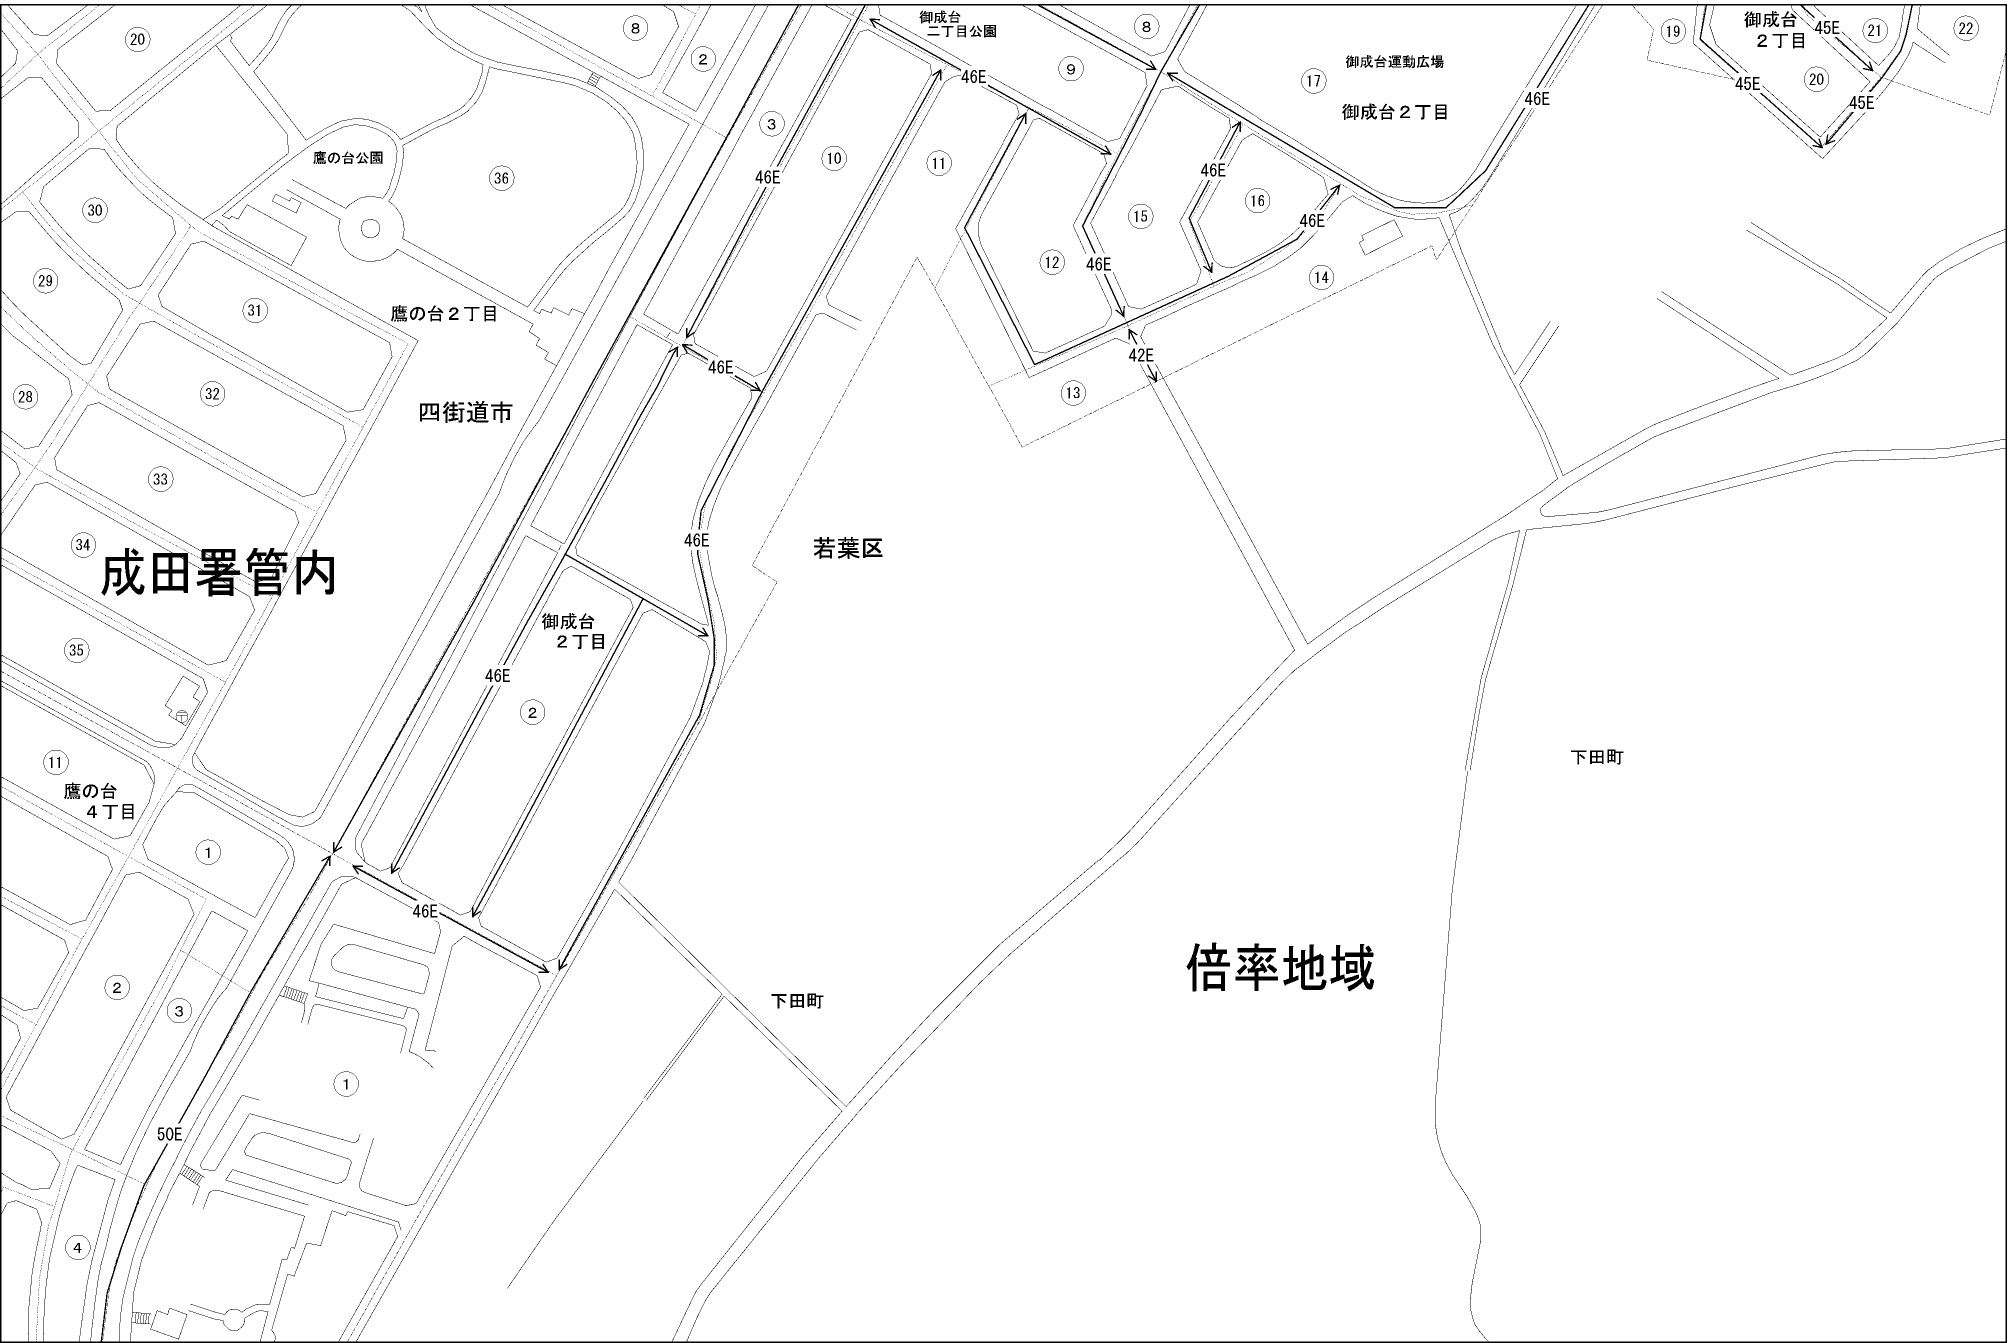 20
8
2
3
御成台
二丁目公園
8
9
17
御成台運動広場
御成台２丁目
46E
19
御成台
２丁目
45E
21
22
20
45E
45E
46E
鷹の台公園
36
46E
10
11
46E
15
16
46E
30
29
31
鷹の台２丁目
12
46E
14
28
32
四街道市
46E
42E
13
33
34
成田署管内
46E
若葉区
35
御成台
２丁目
46E
2
下田町
11
鷹の台
４丁目
1
46E
倍率地域
2
3
下田町
1
50E
4